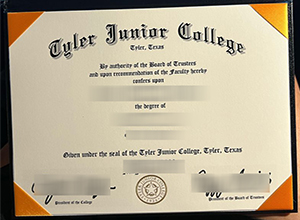 Tyler Junior College
Tyler, Texas
By authority of the Board of Trustees
and upon recommendation of the Faculty hereby
confers upon
the degree of
Given under the seal of the Tyler Junior College, Tyler, Texas
President of the College
President of the Board of Trustees